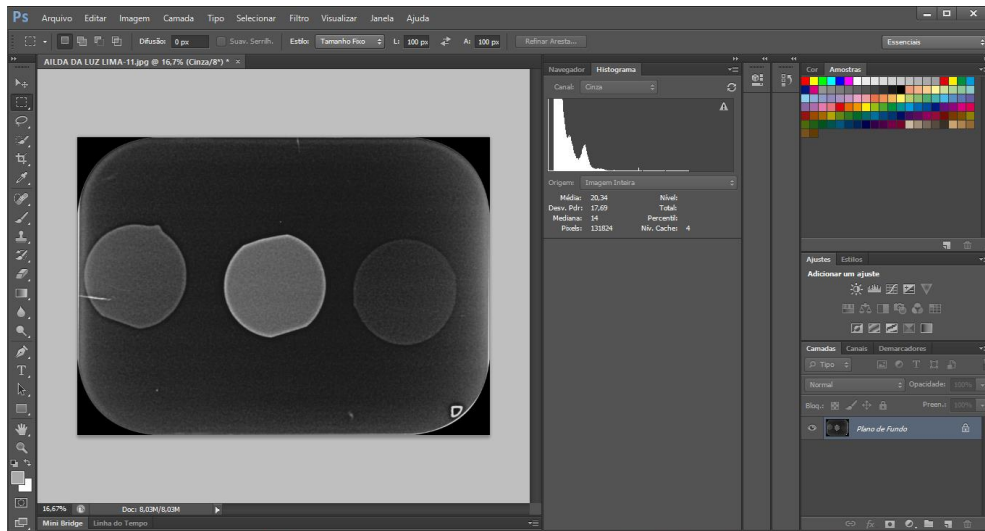 Ps Arquivo Editar Imagem Camada Tipo Selecionar Filtro Visualizar Janela Ajuda
Difusão: 0 px Suav. Serrilh. Estilo: Tamanho Fixo L: 100 px A: 100 px Refinar Aresta... Essenciais
AILDA DA LUZ LIMA-11.jpg @ 16,7% (Cinza/8*) * ×
Navegador Histograma
Canal: Cinza
Origem: Imagem Inteira
Média: 20,34 Nível:
Desv. Pdr: 17,69 Total:
Mediana: 14 Percentil:
Pixels: 131824 Nív. Cache: 4
Cor Amostras
Ajustes Estilos
Adicionar um ajuste
Camadas Canais Demarcadores
Tipo
Normal Opacidade: 100%
Bloq.: Preen.: 100%
Plano de Fundo
D
16,67% Doc: 8,03M/8,03M
Mini Bridge Linha do Tempo
fx